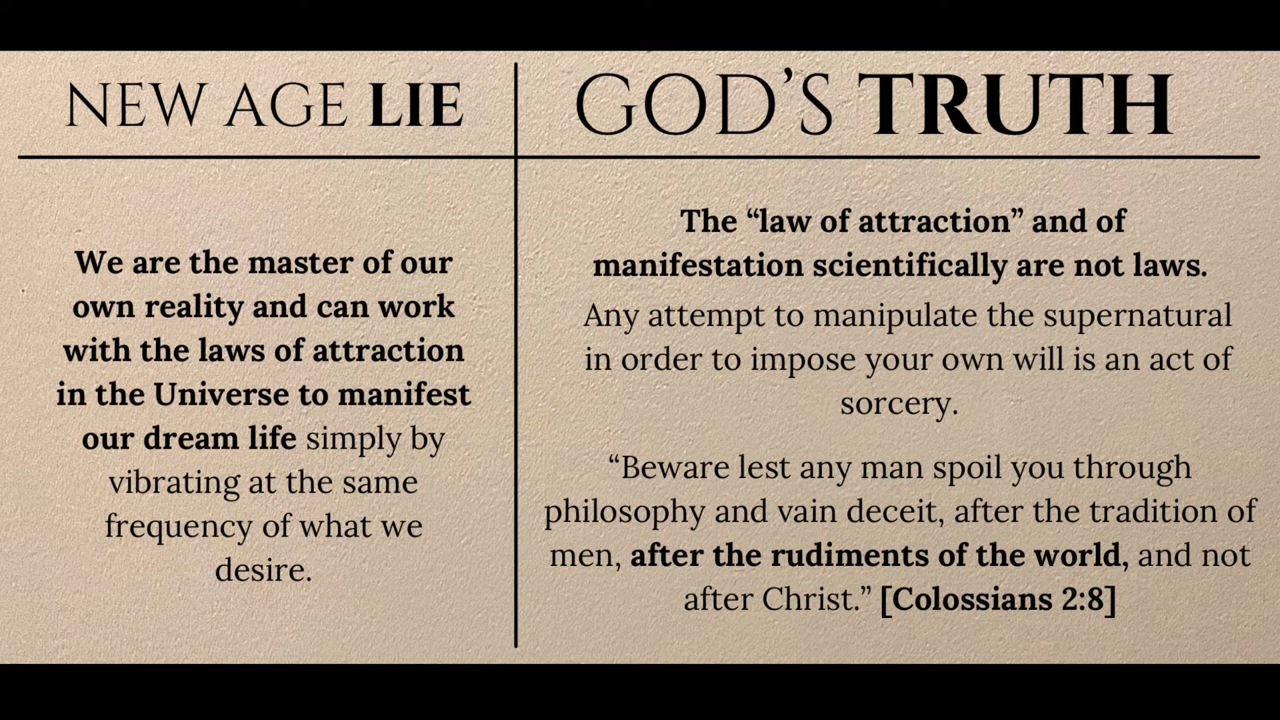 NEW AGE LIE
We are the master of our
own reality and can work
with the laws of attraction
in the Universe to manifest
our dream life simply by
vibrating at the same
frequency of what we
desire.
GOD’S TRUTH
The “law of attraction” and of
manifestation scientifically are not laws.
Any attempt to manipulate the supernatural
in order to impose your own will is an act of
sorcery.
“Beware lest any man spoil you through
philosophy and vain deceit, after the tradition of
men, after the rudiments of the world, and not
after Christ.” [Colossians 2:8]